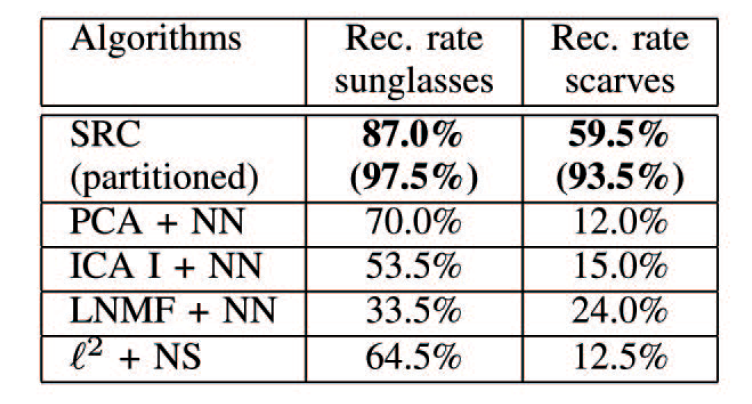 Algorithms Rec. rate sunglasses Rec. rate scarves
SRC (partitioned) 87.0% (97.5%) 59.5% (93.5%)
PCA + NN 70.0% 12.0%
ICA I + NN 53.5% 15.0%
LNMF + NN 33.5% 24.0%
ℓ² + NS 64.5% 12.5%